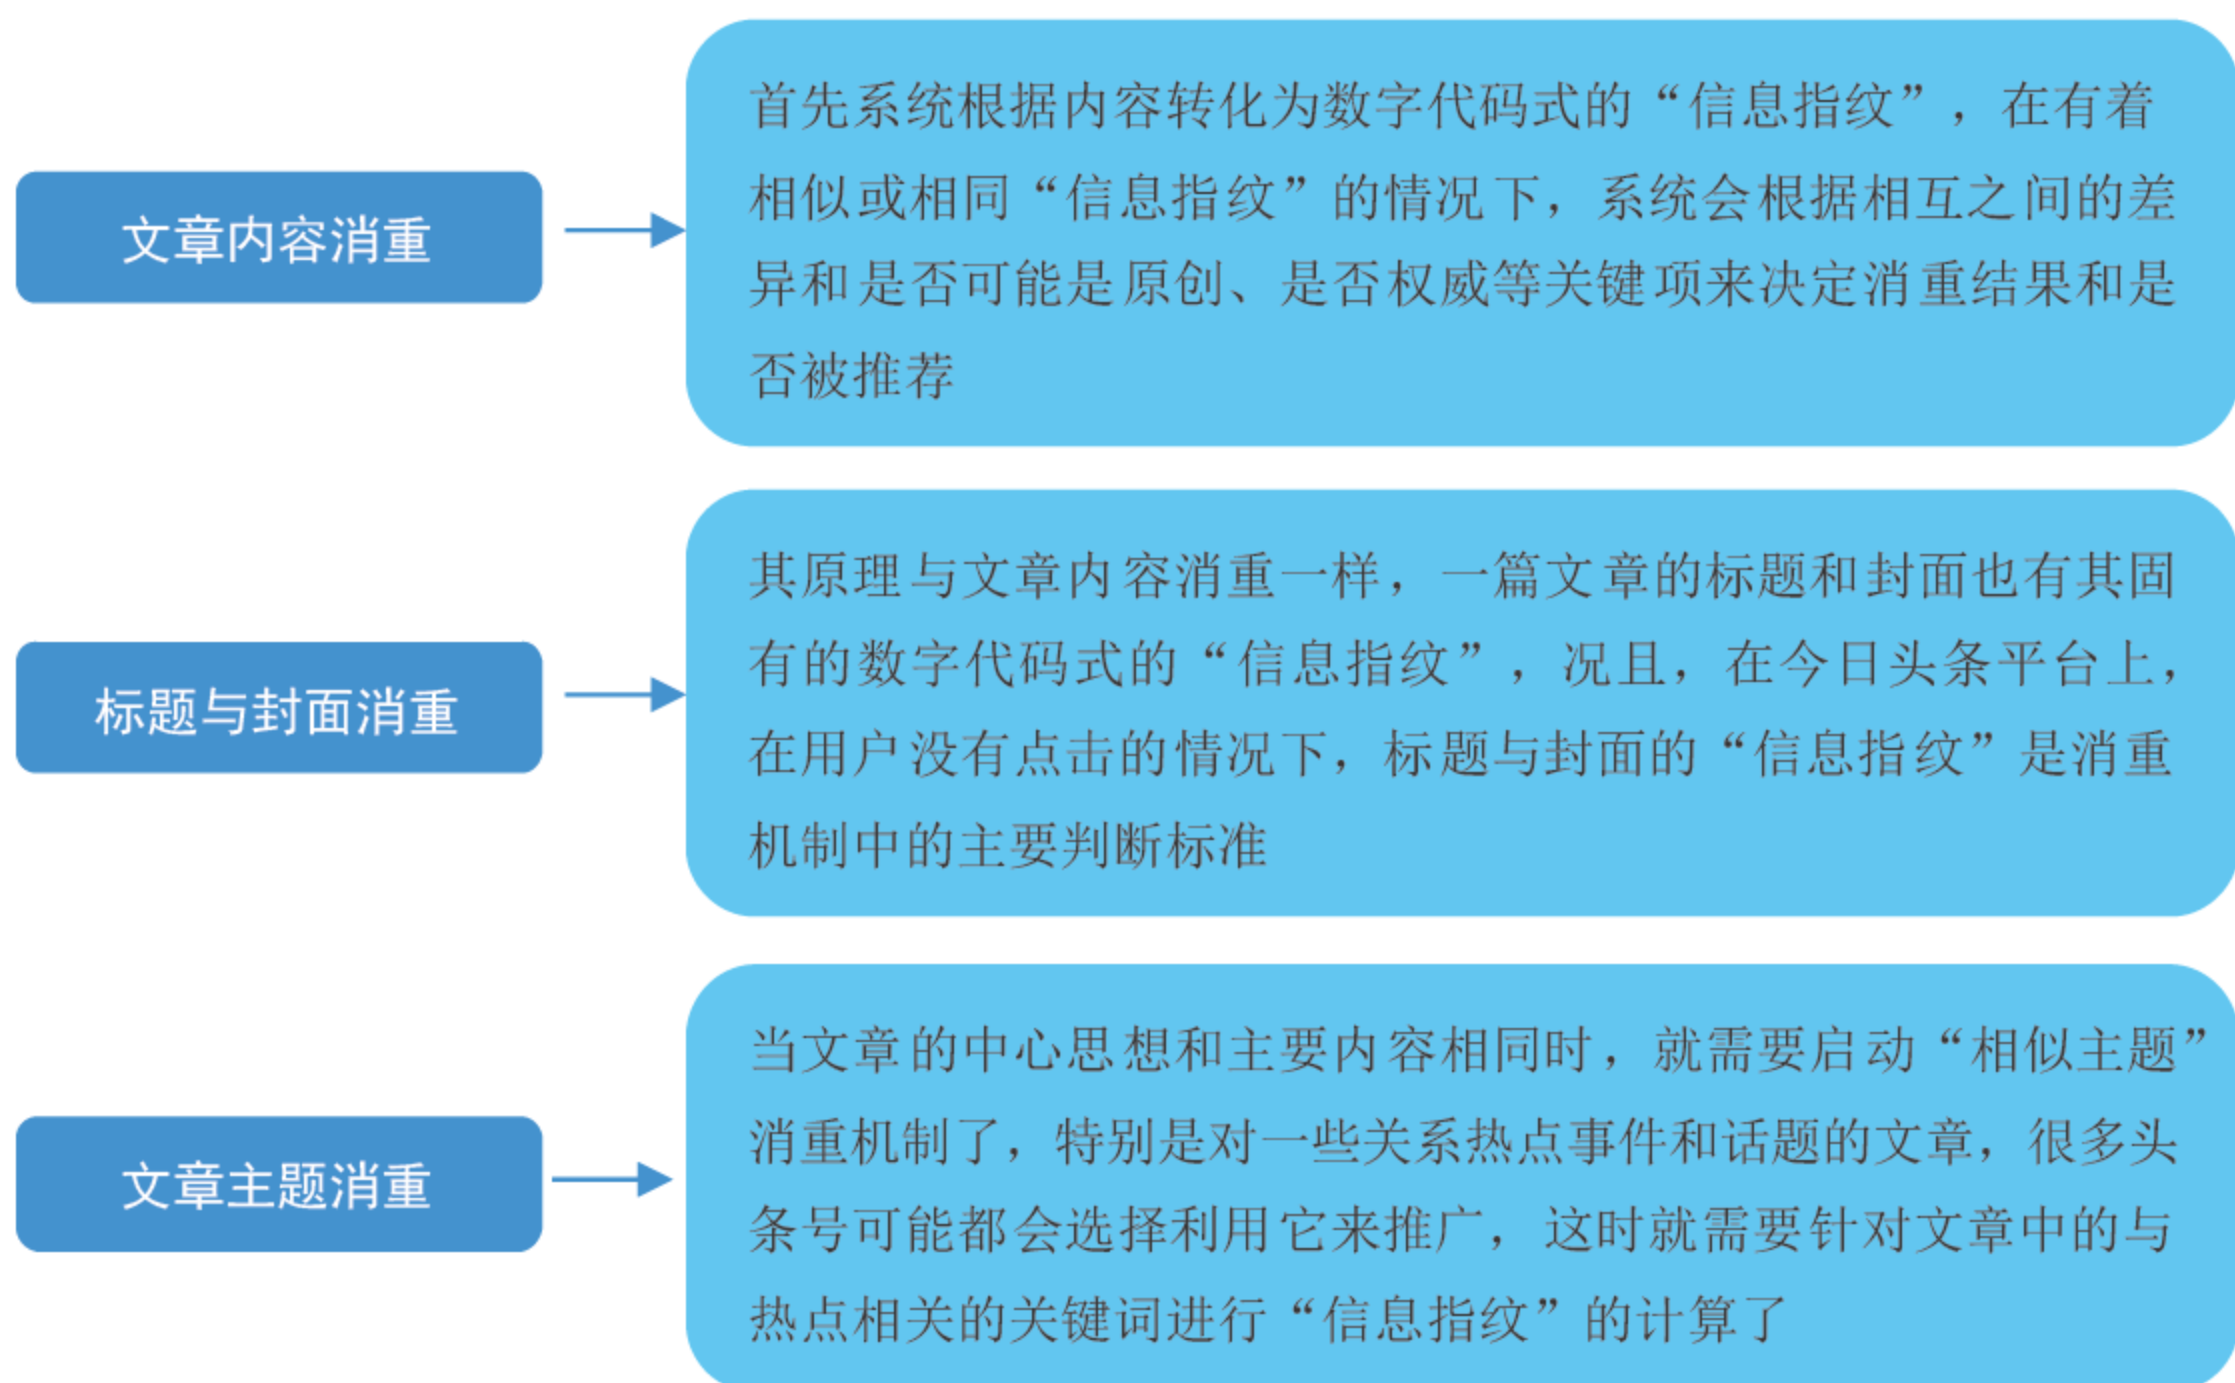 文章内容消重
首先系统根据内容转化为数字代码式的“信息指纹”，在有着
相似或相同“信息指纹”的情况下，系统会根据相互之间的差
异和是否可能是原创、是否权威等关键项来决定消重结果和是
否被推荐
标题与封面消重
其原理与文章内容消重一样，一篇文章的标题和封面也有其固
有的数字代码式的“信息指纹”，况且，在今日头条平台上，
在用户没有点击的情况下，标题与封面的“信息指纹”是消重
机制中的主要判断标准
文章主题消重
当文章的中心思想和主要内容相同时，就需要启动“相似主题”
消重机制了，特别是对一些关系热点事件和话题的文章，很多头
条号可能都会选择利用它来推广，这时就需要针对文章中的与
热点相关的关键词进行“信息指纹”的计算了